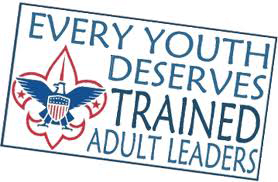 EVERY YOUTH
DESERVES
TRAINED
ADULT LEADERS